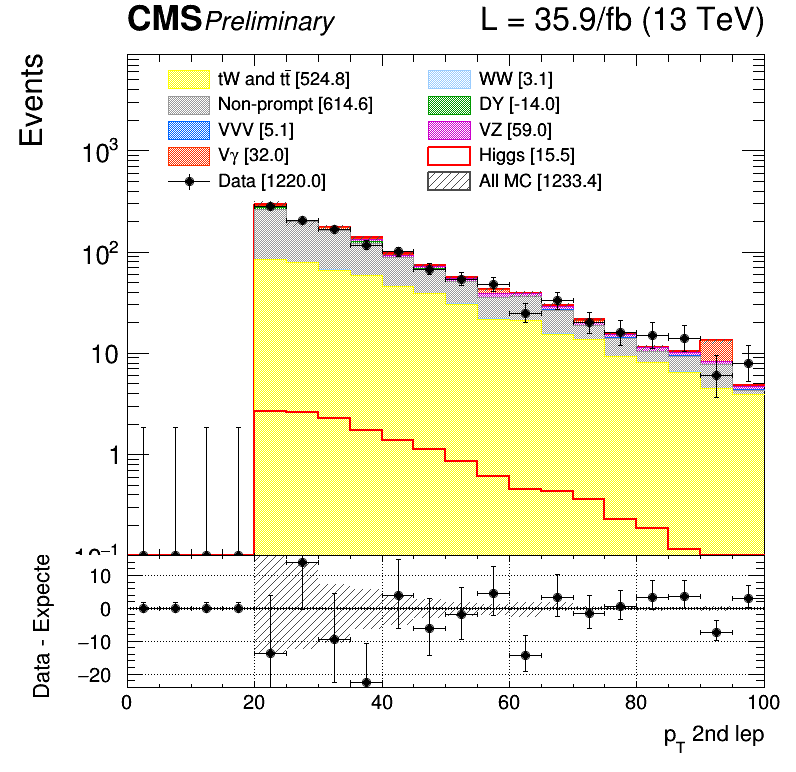 CMS Preliminary L = 35.9/fb (13 TeV)
Events
tW and tt̄ [524.8] WW [3.1]
Non-prompt [614.6] DY [-14.0]
VVV [5.1] VZ [59.0]
Vγ [32.0] Higgs [15.5]
Data [1220.0] All MC [1233.4]
10³
10²
10
1
Data - Expecte
10
0
−10
−20
0 20 40 60 80 100
p_T 2nd lep